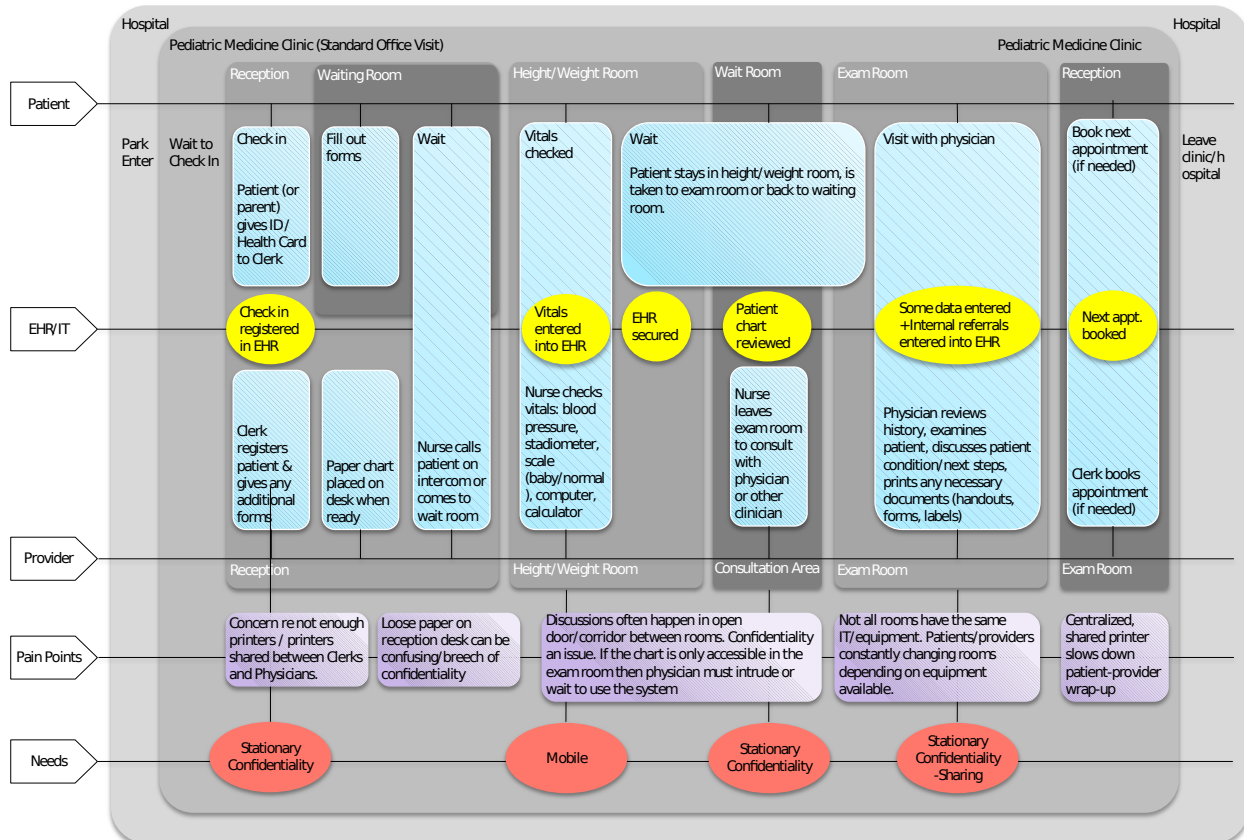 Hospital
Hospital
Pediatric Medicine Clinic (Standard Office Visit)
Pediatric Medicine Clinic
Reception
Waiting Room
Height/Weight Room
Wait Room
Exam Room
Reception
Patient
Park
Enter
Wait to
Check In
Check in
Patient (or
parent)
gives ID/
Health Card
to Clerk
Fill out
forms
Wait
Vitals
checked
Wait
Patient stays in height/weight room, is
taken to exam room or back to waiting
room.
Visit with physician
Book next
appointment
(if needed)
Leave
clinic/h
ospital
EHR/IT
Check in
registered
in EHR
Vitals
entered
into EHR
EHR
secured
Patient
chart
reviewed
Some data entered
+Internal referrals
entered into EHR
Next appt.
booked
Clerk
registers
patient &
gives any
additional
forms
Paper chart
placed on
desk when
ready
Nurse calls
patient on
intercom or
comes to
wait room
Nurse checks
vitals: blood
pressure,
stadiometer,
scale
(baby/normal
), computer,
calculator
Nurse
leaves
exam room
to consult
with
physician
or other
clinician
Physician reviews
history, examines
patient, discusses patient
condition/next steps,
prints any necessary
documents (handouts,
forms, labels)
Clerk books
appointment
(if needed)
Provider
Reception
Height/Weight Room
Consultation Area
Exam Room
Exam Room
Pain Points
Concern re not enough
printers / printers
shared between Clerks
and Physicians.
Loose paper on
reception desk can be
confusing/breech of
confidentiality
Discussions often happen in open
door/corridor between rooms. Confidentiality
an issue. If the chart is only accessible in the
exam room then physician must intrude or
wait to use the system
Not all rooms have the same
IT/equipment. Patients/providers
constantly changing rooms
depending on equipment
available.
Centralized,
shared printer
slows down
patient-provider
wrap-up
Needs
Stationary
Confidentiality
Mobile
Stationary
Confidentiality
Stationary
Confidentiality
-Sharing